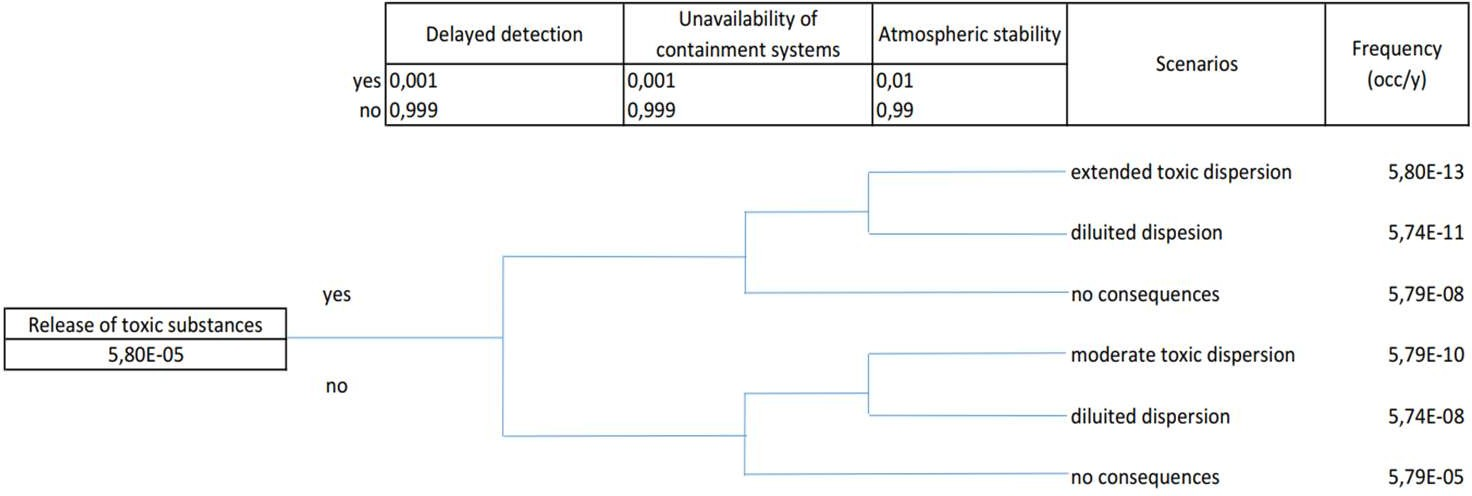 Delayed detection
Unavailability of
containment systems
Atmospheric stability
Scenarios
Frequency
(occ/y)
yes 0,001 0,001 0,01
no 0,999 0,999 0,99
extended toxic dispersion 5,80E-13
diluited dispesion 5,74E-11
yes
no consequences 5,79E-08
Release of toxic substances
5,80E-05
moderate toxic dispersion 5,79E-10
no
diluited dispersion 5,74E-08
no consequences 5,79E-05